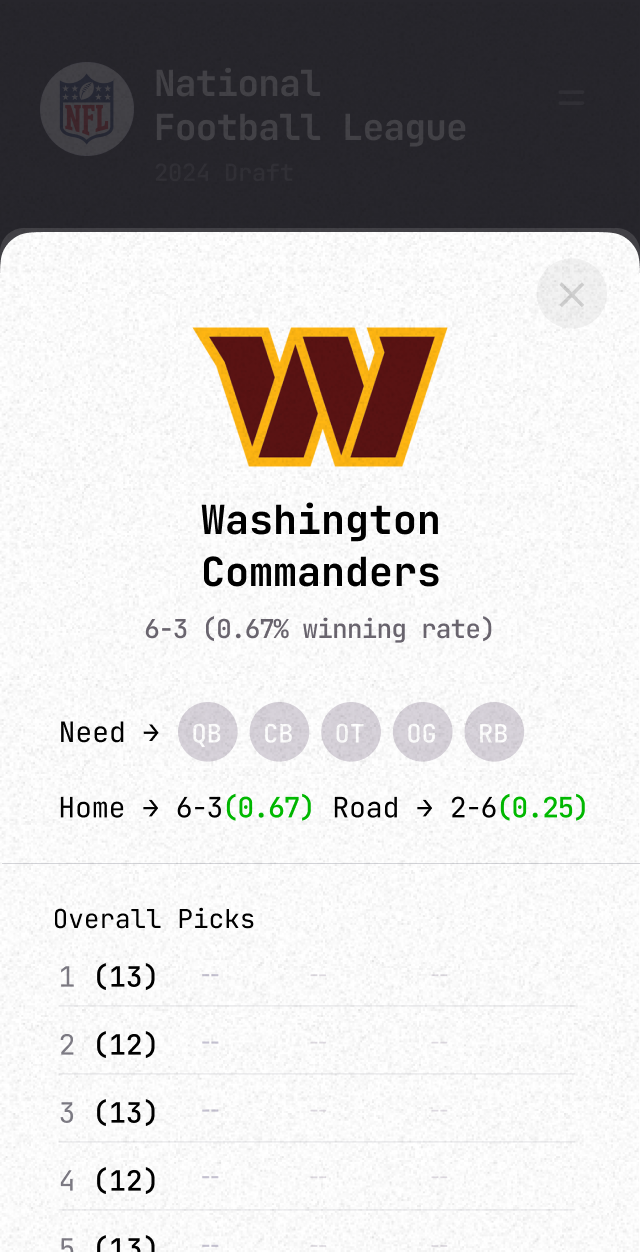 NFL
National
Football League
2024 Draft
Washington
Commanders
6-3 (0.67% winning rate)
Need → QB CB OT OG RB
Home → 6-3(0.67) Road → 2-6(0.25)
Overall Picks
1 (13) -- -- --
2 (12) -- -- --
3 (13) -- -- --
4 (12) -- -- --
5 (13) -- -- --